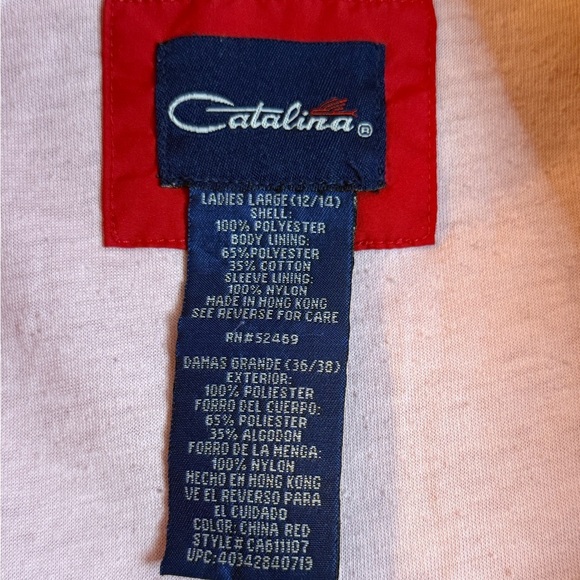 Catalina®
LADIES LARGE (12/14)
SHELL:
100% POLYESTER
BODY LINING:
65% POLYESTER
35% COTTON
SLEEVE LINING:
100% NYLON
MADE IN HONG KONG
SEE REVERSE FOR CARE
RN#52469
DAMAS GRANDE (36/38)
EXTERIOR:
100% POLIESTER
FORRO DEL CUERPO:
65% POLIESTER
35% ALGODON
FORRO DE LA MENGA:
100% NYLON
HECHO EN HONG KONG
VE EL REVERSO PARA
EL CUIDADO
COLOR: CHINA RED
STYLE# CA611107
UPC: 40342840719